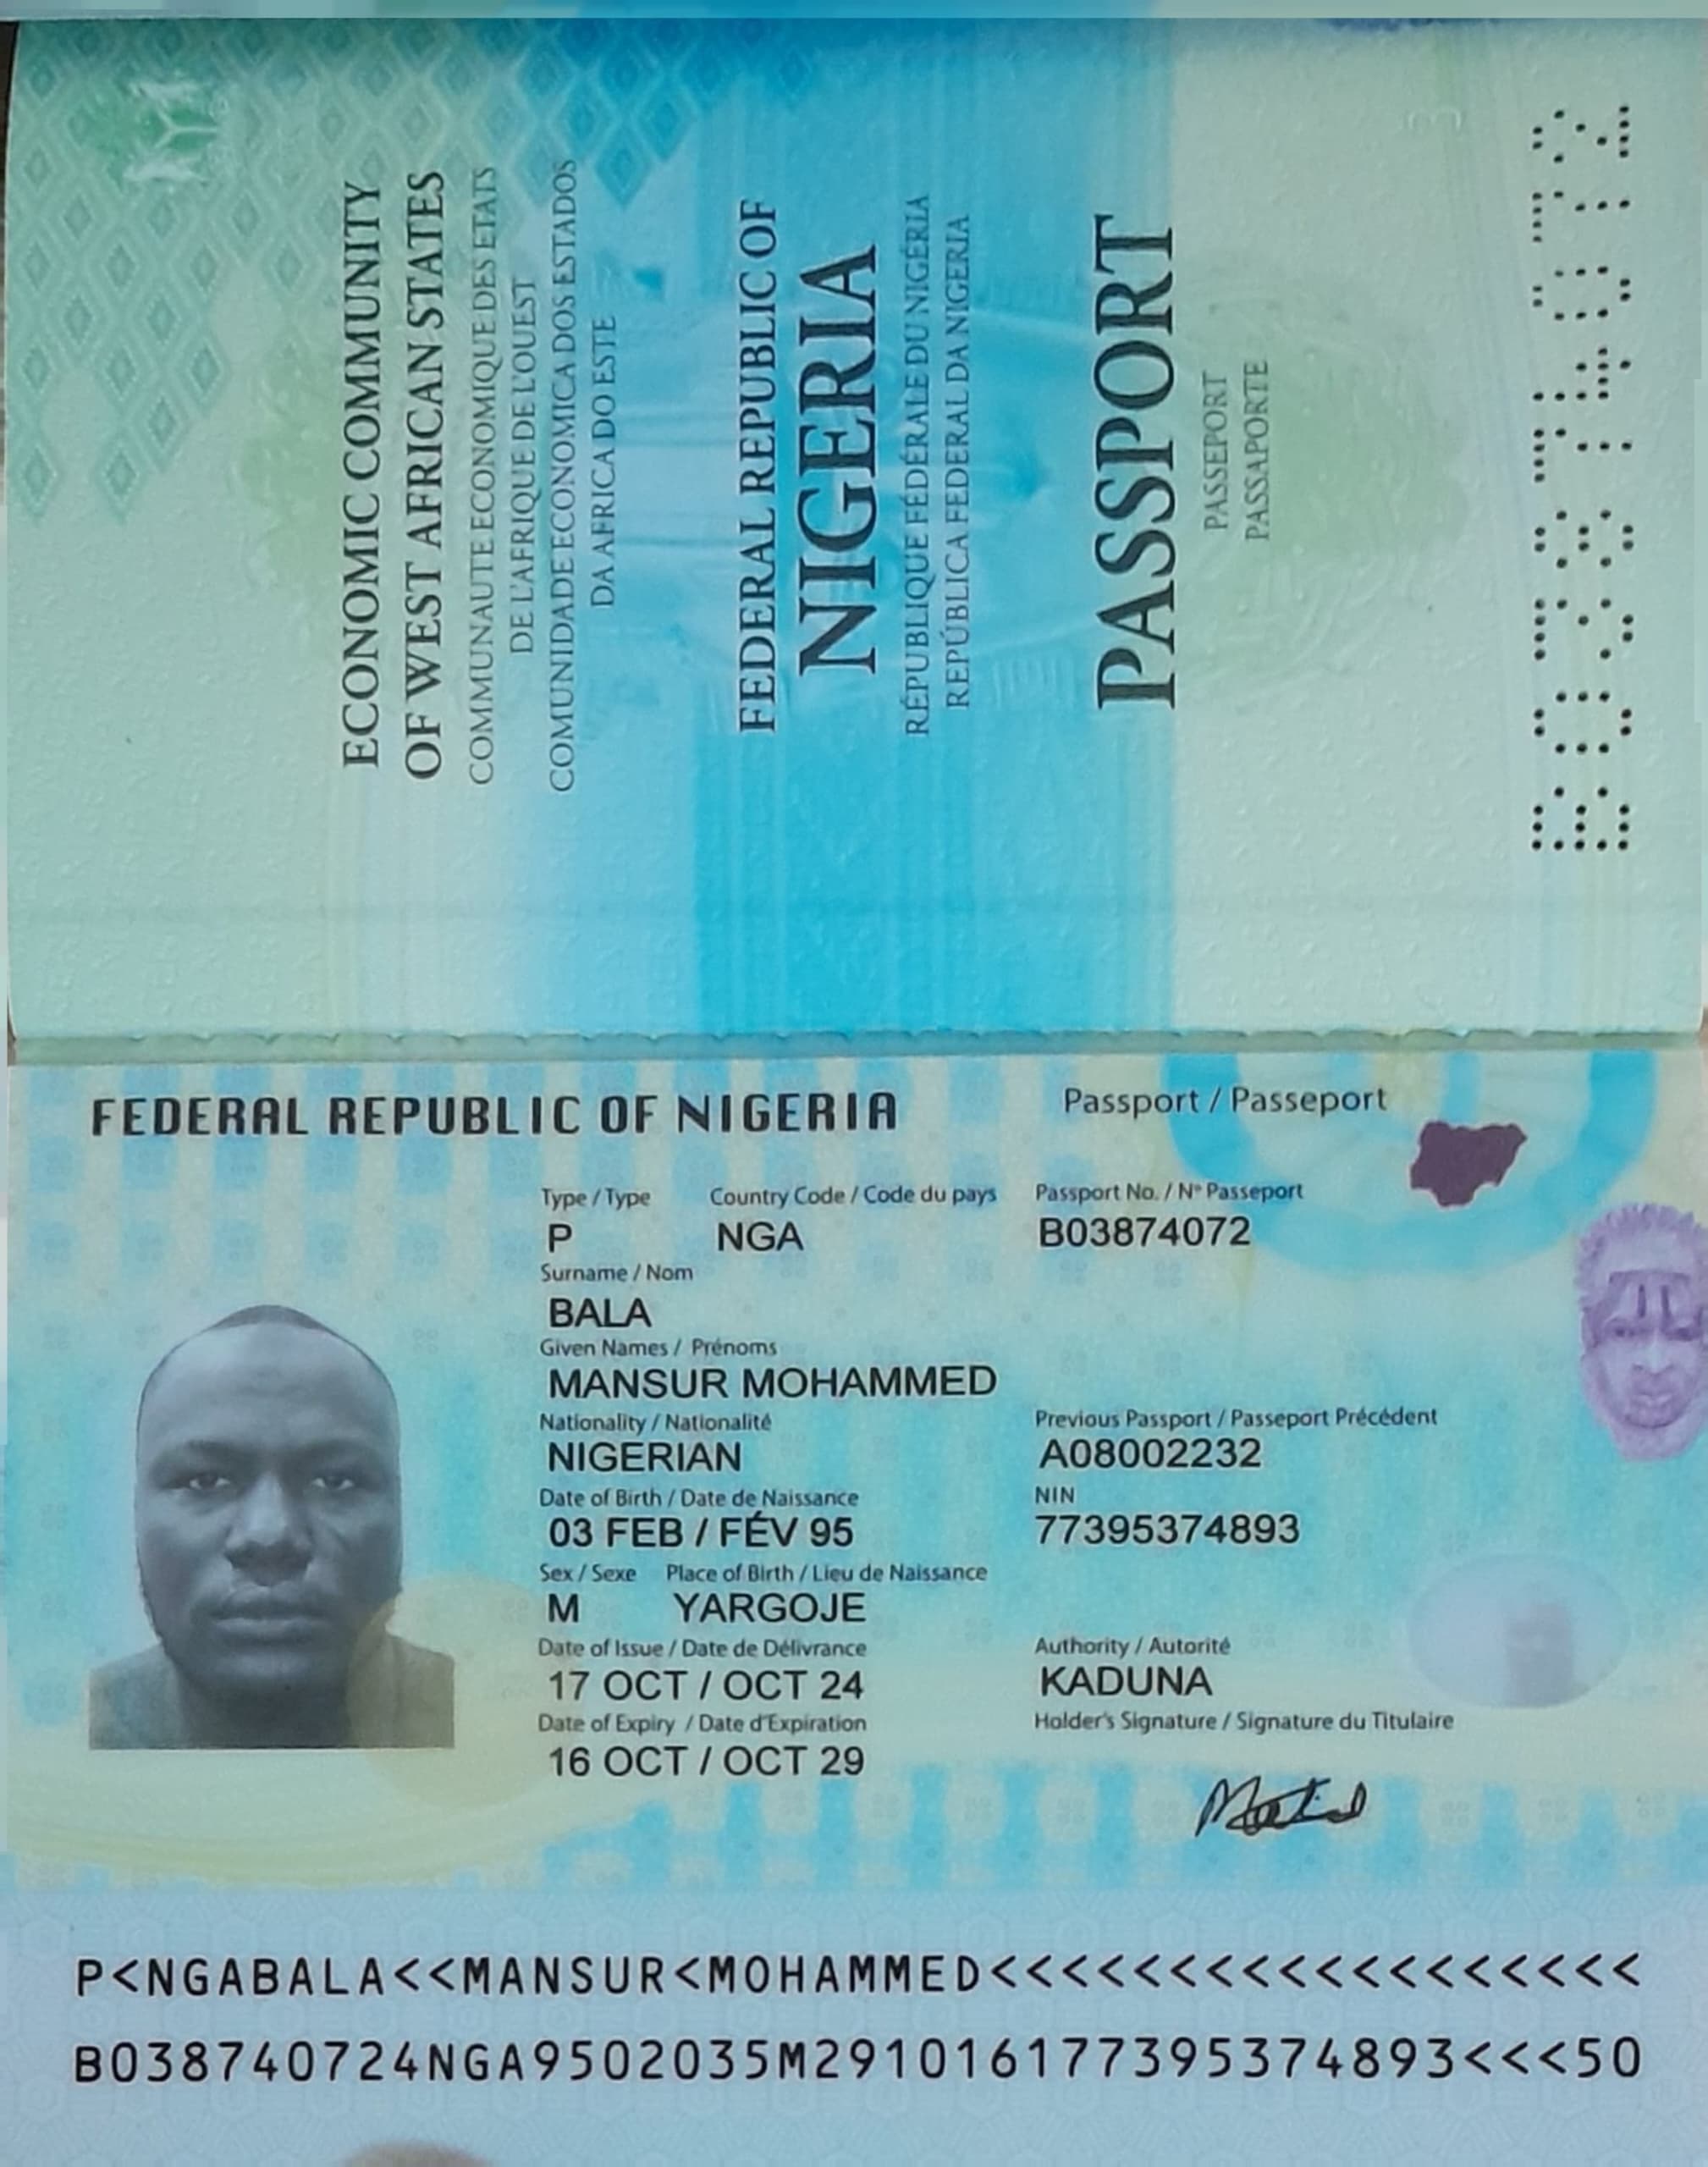 ECONOMIC COMMUNITY
OF WEST AFRICAN STATES
COMMUNAUTE ECONOMIQUE DES ETATS
DE L'AFRIQUE DE L'OUEST
COMUNIDADE ECONOMICA DOS ESTADOS
DA AFRICA DO ESTE
FEDERAL REPUBLIC OF
NIGERIA
RÉPUBLIQUE FÉDÉRALE DU NIGÉRIA
REPÚBLICA FEDERAL DA NIGERIA
PASSPORT
PASSEPORT
PASSAPORTE
B03874072
FEDERAL REPUBLIC OF NIGERIA
Passport / Passeport
Type / Type Country Code / Code du pays Passport No. / Nº Passeport
P NGA B03874072
Surname / Nom
BALA
Given Names / Prénoms
MANSUR MOHAMMED
Nationality / Nationalité Previous Passport / Passeport Précédent
NIGERIAN A08002232
Date of Birth / Date de Naissance NIN
03 FEB / FÉV 95 77395374893
Sex / Sexe Place of Birth / Lieu de Naissance
M YARGOJE
Date of Issue / Date de Délivrance Authority / Autorité
17 OCT / OCT 24 KADUNA
Date of Expiry / Date d'Expiration Holder's Signature / Signature du Titulaire
16 OCT / OCT 29
P<NGABALA<<MANSUR<MOHAMMED<<<<<<<<<<<<<<<<<<
B038740724NGA9502035M291016177395374893<<<50